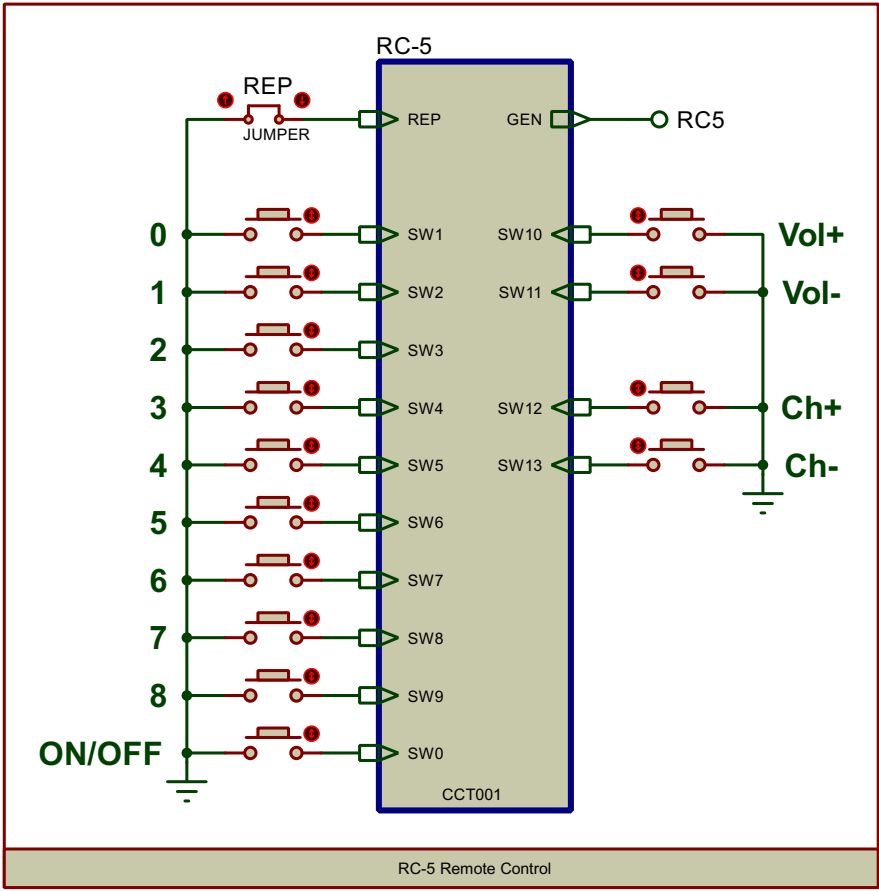 RC-5
REP
JUMPER
REP GEN RC5
0 SW1 SW10 Vol+
1 SW2 SW11 Vol-
2 SW3
3 SW4 SW12 Ch+
4 SW5 SW13 Ch-
5 SW6
6 SW7
7 SW8
8 SW9
ON/OFF SW0
CCT001
RC-5 Remote Control